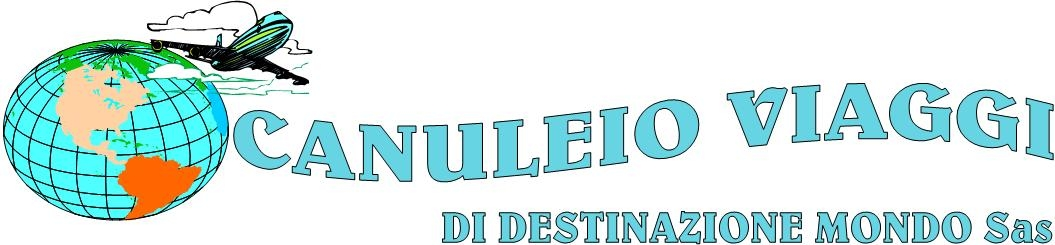 CANULEIO VIAGGI
DI DESTINAZIONE MONDO Sas